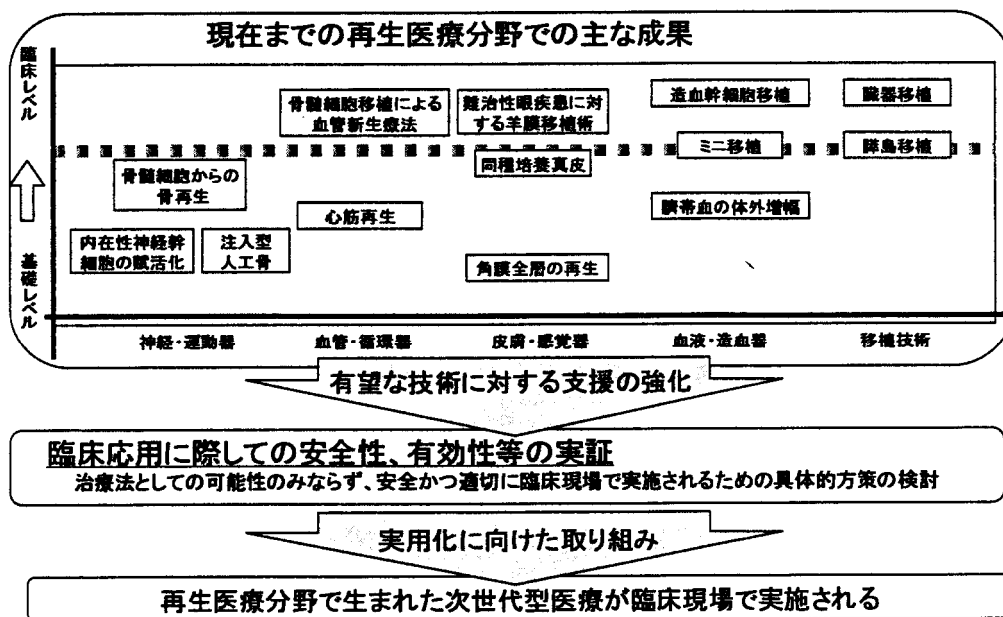 現在までの再生医療分野での主な成果
臨床レベル
基礎レベル
骨髄細胞移植による
血管新生療法
難治性眼疾患に対
する羊膜移植術
造血幹細胞移植
臓器移植
ミニ移植
膵島移植
同種培養真皮
骨髄細胞からの
骨再生
心筋再生
臍帯血の体外増幅
内在性神経幹
細胞の賦活化
注入型
人工骨
角膜全層の再生
神経・運動器
血管・循環器
皮膚・感覚器
血液・造血器
移植技術
有望な技術に対する支援の強化
臨床応用に際しての安全性、有効性等の実証
治療法としての可能性のみならず、安全かつ適切に臨床現場で実施されるための具体的方策の検討
実用化に向けた取り組み
再生医療分野で生まれた次世代型医療が臨床現場で実施される